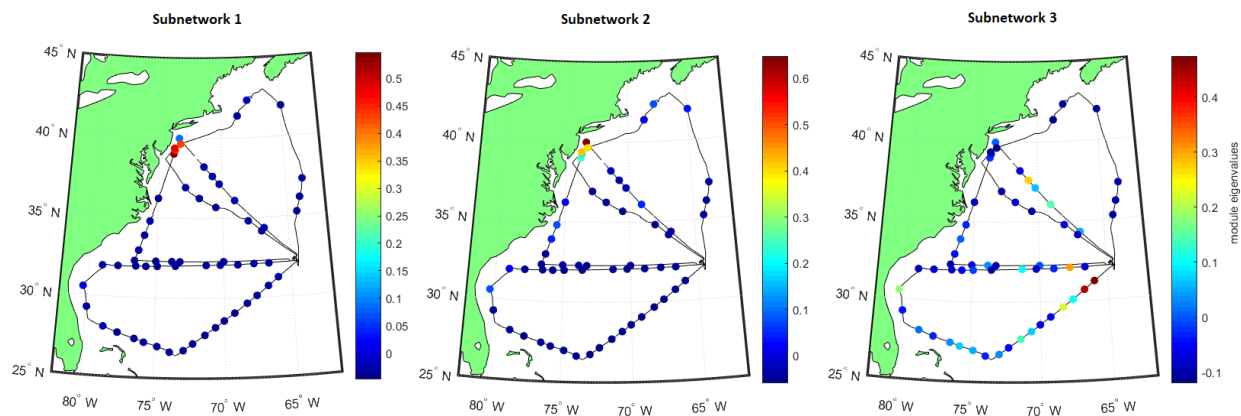 Subnetwork 1
45° N
40° N
35° N
30° N
25° N
80° W
75° W
70° W
65° W
0.5
0.45
0.4
0.35
0.3
0.25
0.2
0.15
0.1
0.05
0
Subnetwork 2
45° N
40° N
35° N
30° N
25° N
80° W
75° W
70° W
65° W
0.6
0.5
0.4
0.3
0.2
0.1
0
Subnetwork 3
45° N
40° N
35° N
30° N
25° N
80° W
75° W
70° W
65° W
0.4
0.3
0.2
0.1
0
-0.1
module eigenvalues